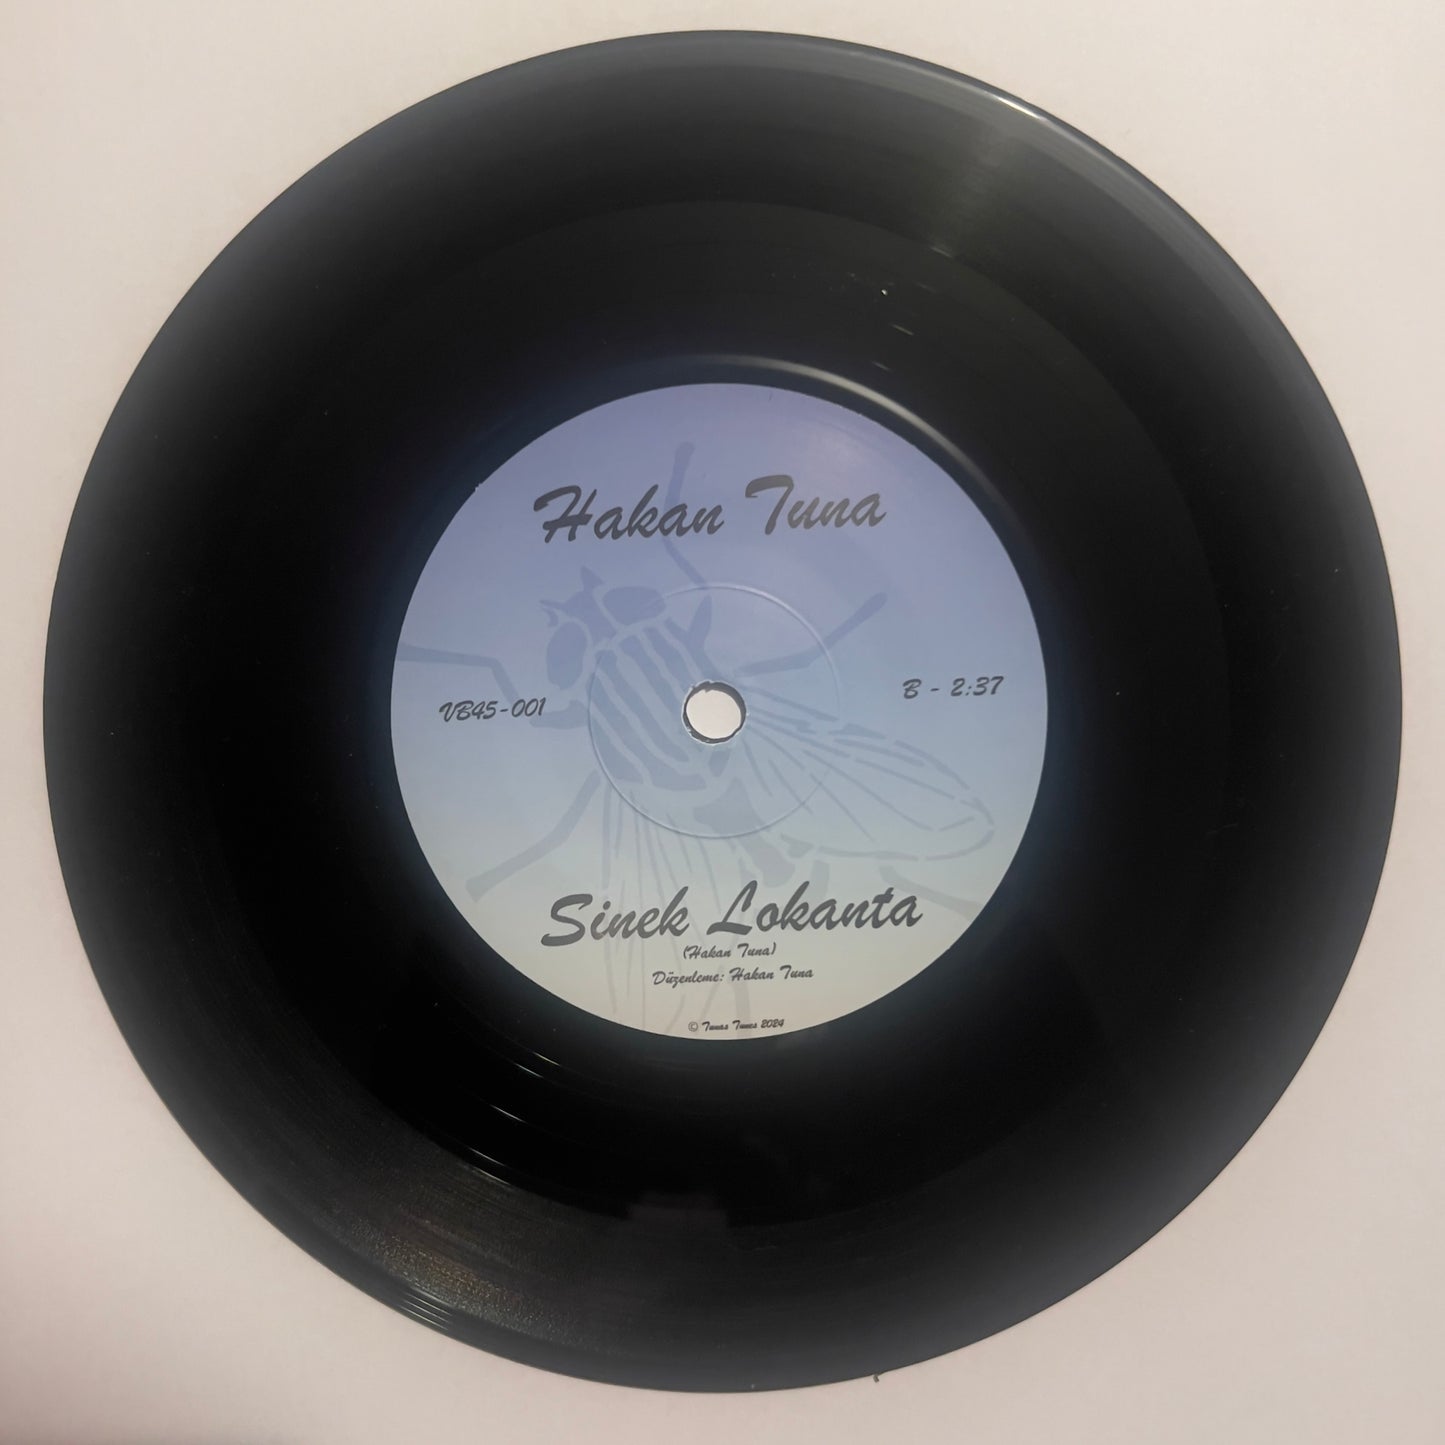 Hakan Tuna
VB45-001
B - 2:37
Sinek Lokanta
(Hakan Tuna)
Düzenleme: Hakan Tuna
© Tunas Tunes 2024